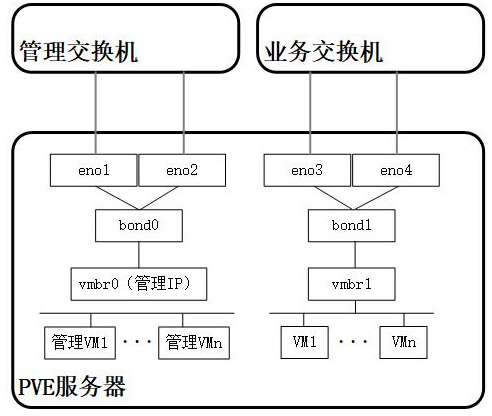 管理交换机 业务交换机
eno1 eno2 eno3 eno4
bond0 bond1
vmbr0（管理IP） vmbr1
管理VM1 ··· 管理VMn VM1 ··· VMn
PVE服务器